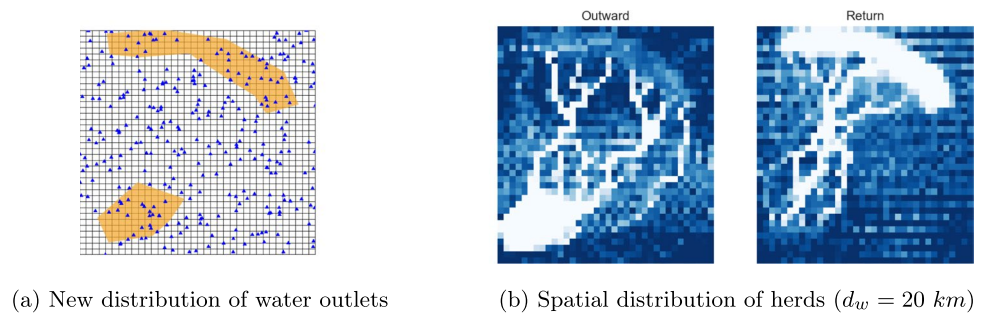 Outward
Return
(a) New distribution of water outlets
(b) Spatial distribution of herds (d_w = 20 km)